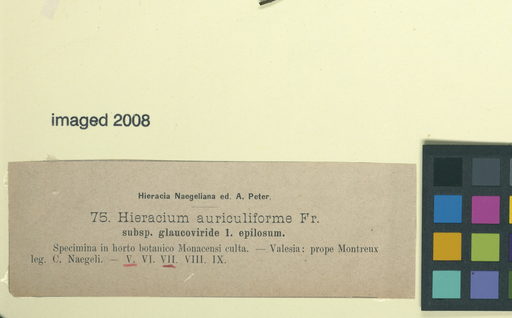 imaged 2008
Hieracia Naegeliana ed. A. Peter.
75. Hieracium auriculiforme Fr.
subsp. glaucoviride 1. epilosum.
Specimina in horto botanico Monacensi culta. — Valesia: prope Montreux
leg. C. Naegeli. — V. VI. VII. VIII. IX.